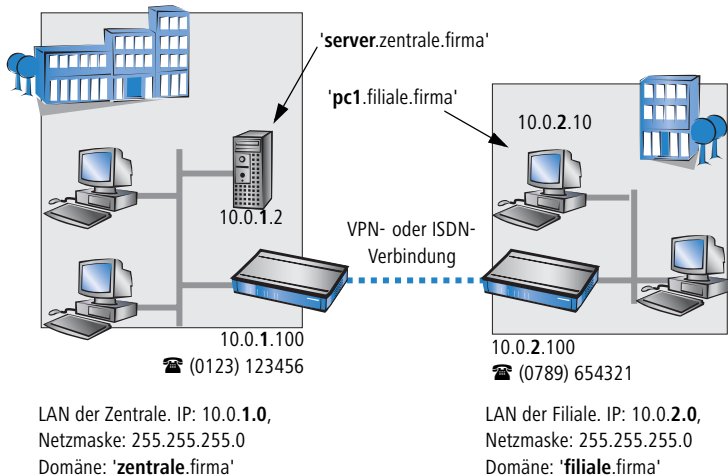 'server.zentrale.firma'
'pc1.filiale.firma'
10.0.2.10
10.0.1.2
VPN- oder ISDN-
Verbindung
10.0.1.100
☎ (0123) 123456
10.0.2.100
☎ (0789) 654321
LAN der Zentrale. IP: 10.0.1.0,
Netzmaske: 255.255.255.0
Domäne: 'zentrale.firma'
LAN der Filiale. IP: 10.0.2.0,
Netzmaske: 255.255.255.0
Domäne: 'filiale.firma'